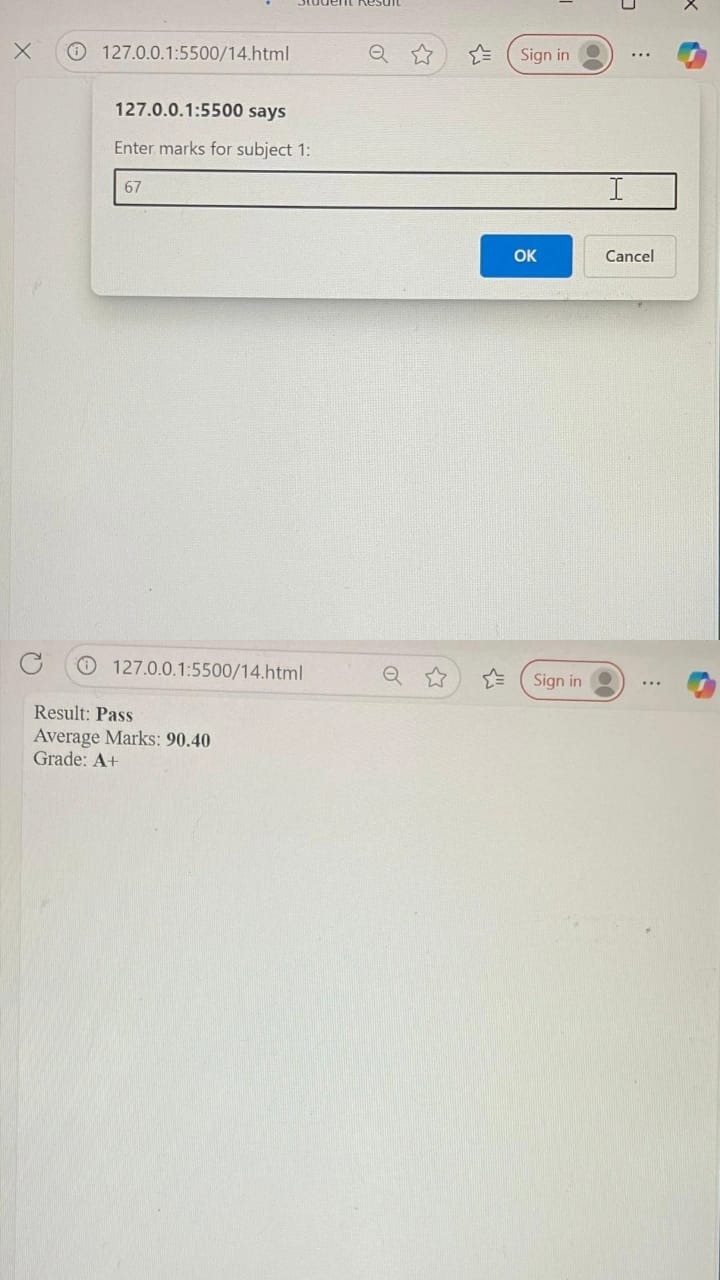 Student Result
127.0.0.1:5500/14.html
Sign in
127.0.0.1:5500 says
Enter marks for subject 1:
67
OK
Cancel
127.0.0.1:5500/14.html
Sign in
Result: Pass
Average Marks: 90.40
Grade: A+